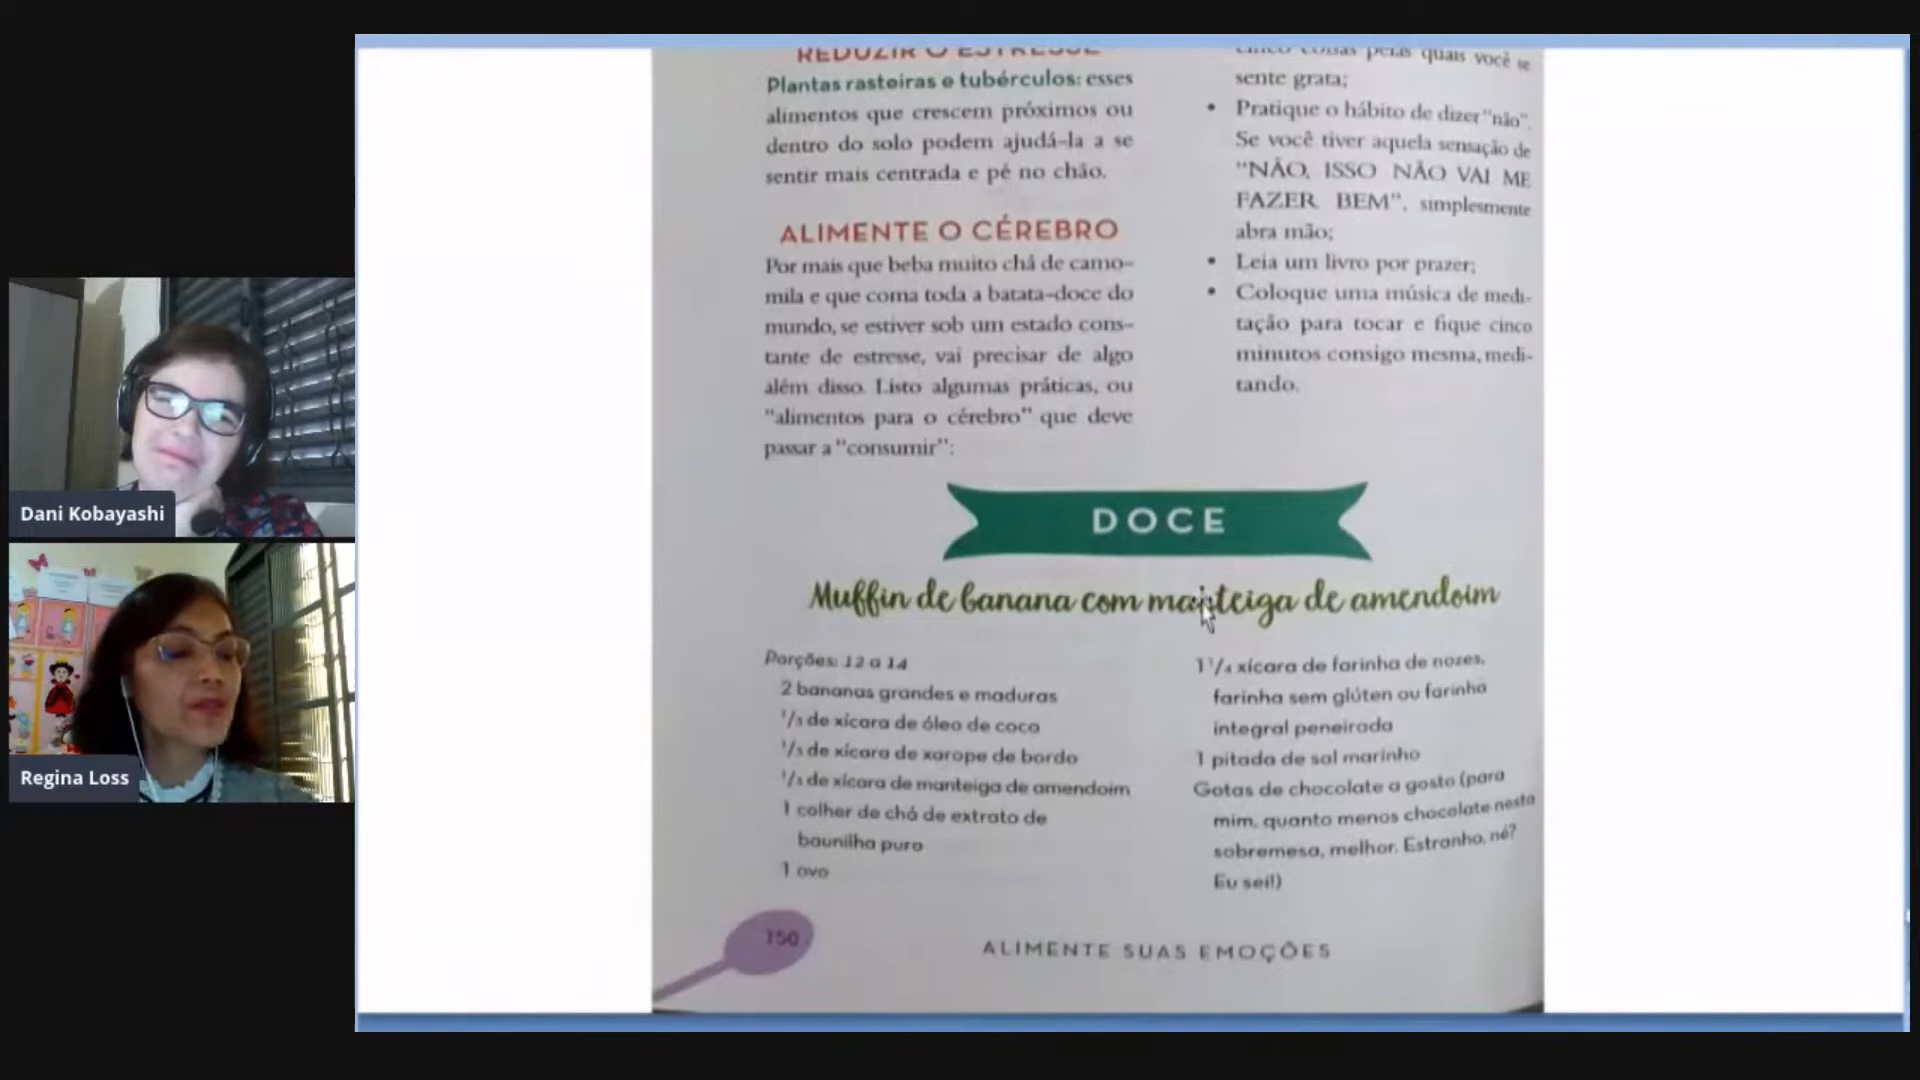 Dani Kobayashi
Regina Loss
REDUZIR O ESTRESSE
Plantas rasteiras e tubérculos: esses
alimentos que crescem próximos ou
dentro do solo podem ajudá-la a se
sentir mais centrada e pé no chão.
ALIMENTE O CÉREBRO
Por mais que beba muito chá de camo-
mila e que coma toda a batata-doce do
mundo, se estiver sob um estado cons-
tante de estresse, vai precisar de algo
além disso. Listo algumas práticas, ou
"alimentos para o cérebro" que deve
passar a "consumir":
cinco coisas pelas quais você se
sente grata;
• Pratique o hábito de dizer "não".
Se você tiver aquela sensação de
"NÃO, ISSO NÃO VAI ME
FAZER BEM", simplesmente
abra mão;
• Leia um livro por prazer;
• Coloque uma música de medi-
tação para tocar e fique cinco
minutos consigo mesma, medi-
tando.
DOCE
Muffin de banana com manteiga de amendoim
Porções: 12 a 14
2 bananas grandes e maduras
1/3 de xícara de óleo de coco
1/3 de xícara de xarope de bordo
1/3 de xícara de manteiga de amendoim
1 colher de chá de extrato de
baunilha puro
1 ovo
1 1/4 xícara de farinha de nozes,
farinha sem glúten ou farinha
integral peneirada
1 pitada de sal marinho
Gotas de chocolate a gosto (para
mim, quanto menos chocolate nesta
sobremesa, melhor. Estranho, né?
Eu sei!)
150
ALIMENTE SUAS EMOÇÕES